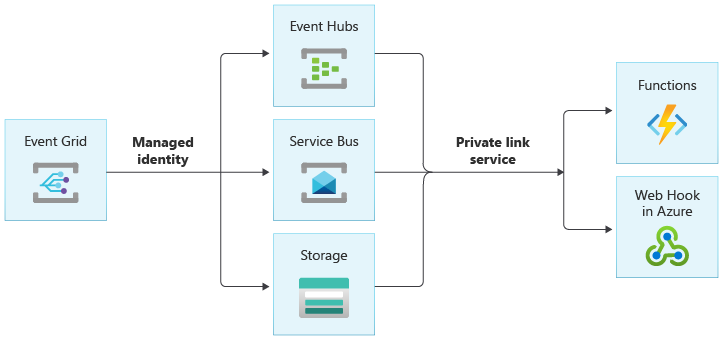 Event Grid
Managed
identity
Event Hubs
Service Bus
Storage
Private link
service
Functions
Web Hook
in Azure